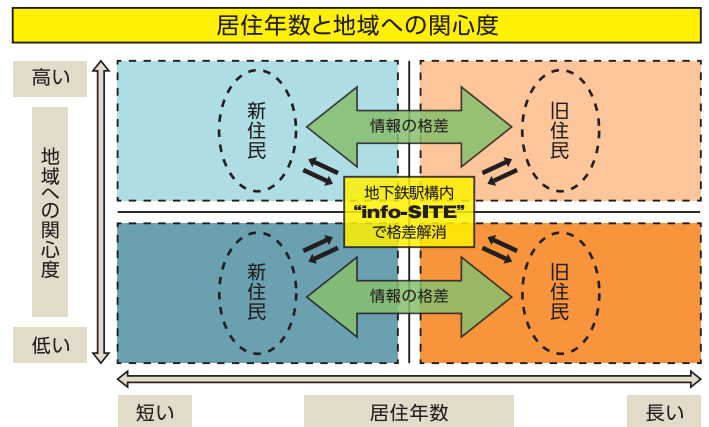 居住年数と地域への関心度
高い
地域への関心度
低い
新住民
情報の格差
旧住民
地下鉄駅構内
“info-SITE”
で格差解消
新住民
情報の格差
旧住民
短い
居住年数
長い